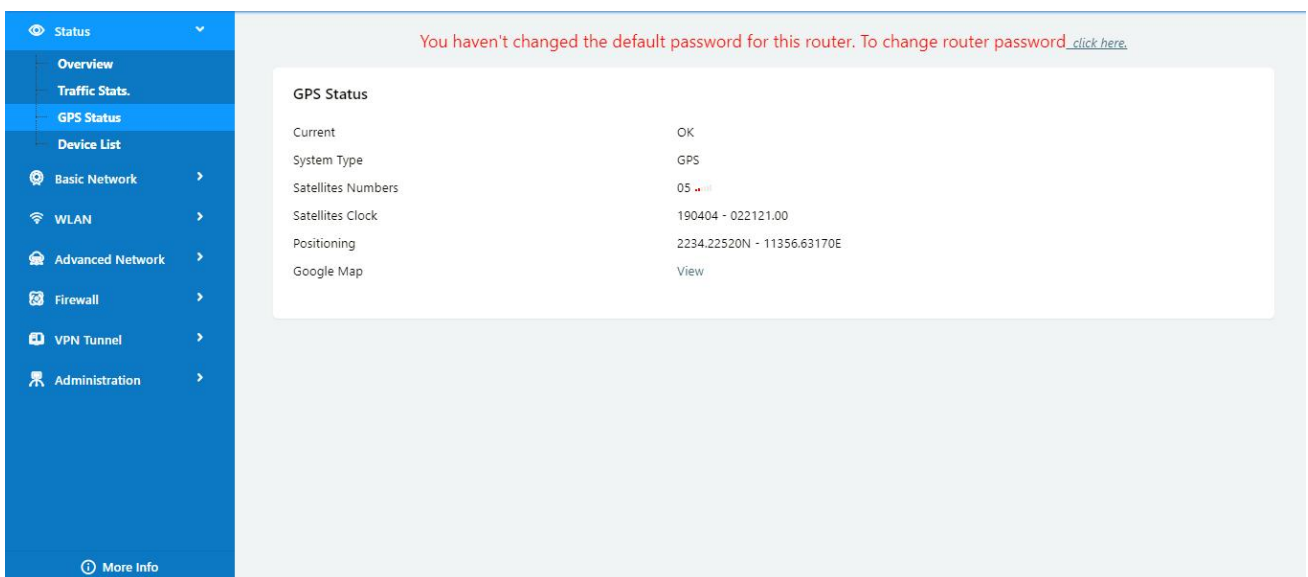 Status
Overview
Traffic Stats.
GPS Status
Device List
Basic Network
WLAN
Advanced Network
Firewall
VPN Tunnel
Administration
More Info
You haven't changed the default password for this router. To change router password click here.
GPS Status
Current OK
System Type GPS
Satellites Numbers 05
Satellites Clock 190404 - 022121.00
Positioning 2234.22520N - 11356.63170E
Google Map View